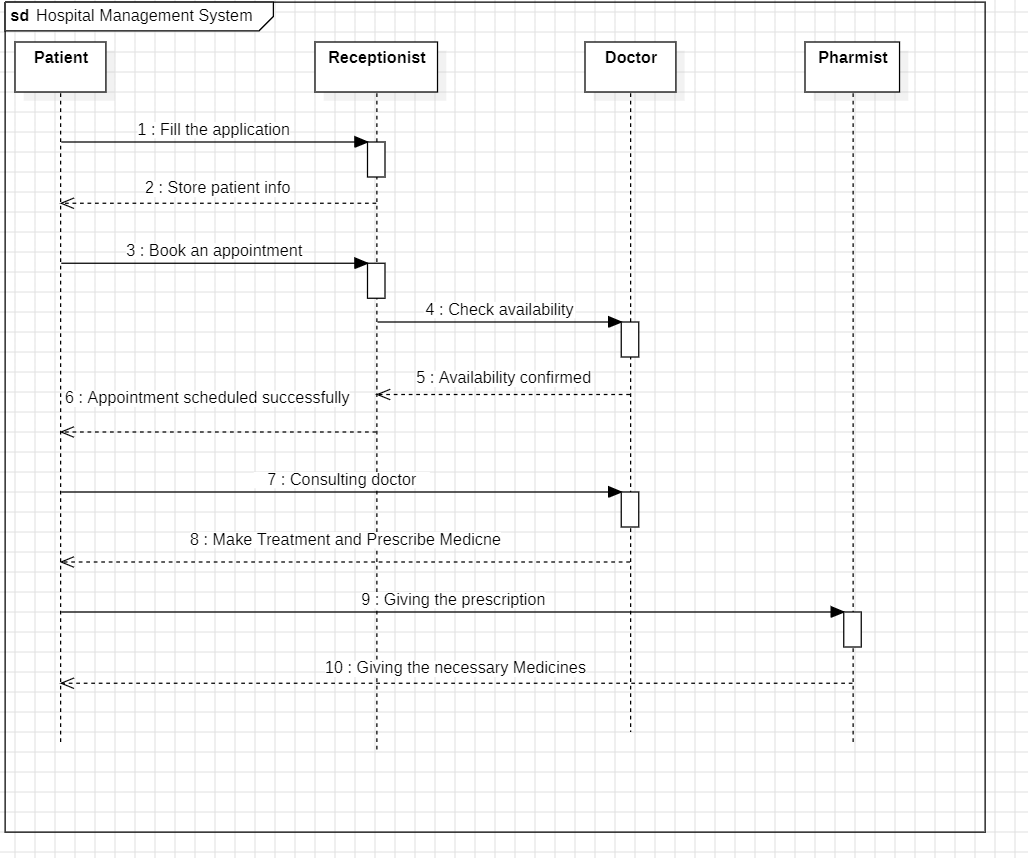 sd Hospital Management System
Patient
Receptionist
Doctor
Pharmist
1 : Fill the application
2 : Store patient info
3 : Book an appointment
4 : Check availability
5 : Availability confirmed
6 : Appointment scheduled successfully
7 : Consulting doctor
8 : Make Treatment and Prescribe Medicne
9 : Giving the prescription
10 : Giving the necessary Medicines